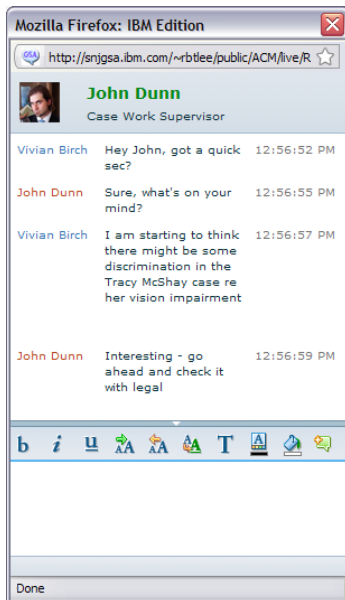 Mozilla Firefox: IBM Edition
GSA http://snjgsa.ibm.com/~rbtlee/public/ACM/live/R
John Dunn
Case Work Supervisor
Vivian Birch Hey John, got a quick 12:56:52 PM
sec?
John Dunn Sure, what's on your 12:56:55 PM
mind?
Vivian Birch I am starting to think 12:56:57 PM
there might be some
discrimination in the
Tracy McShay case re
her vision impairment
John Dunn Interesting - go 12:56:59 PM
ahead and check it
with legal
b i u AA AA AA T A
Done